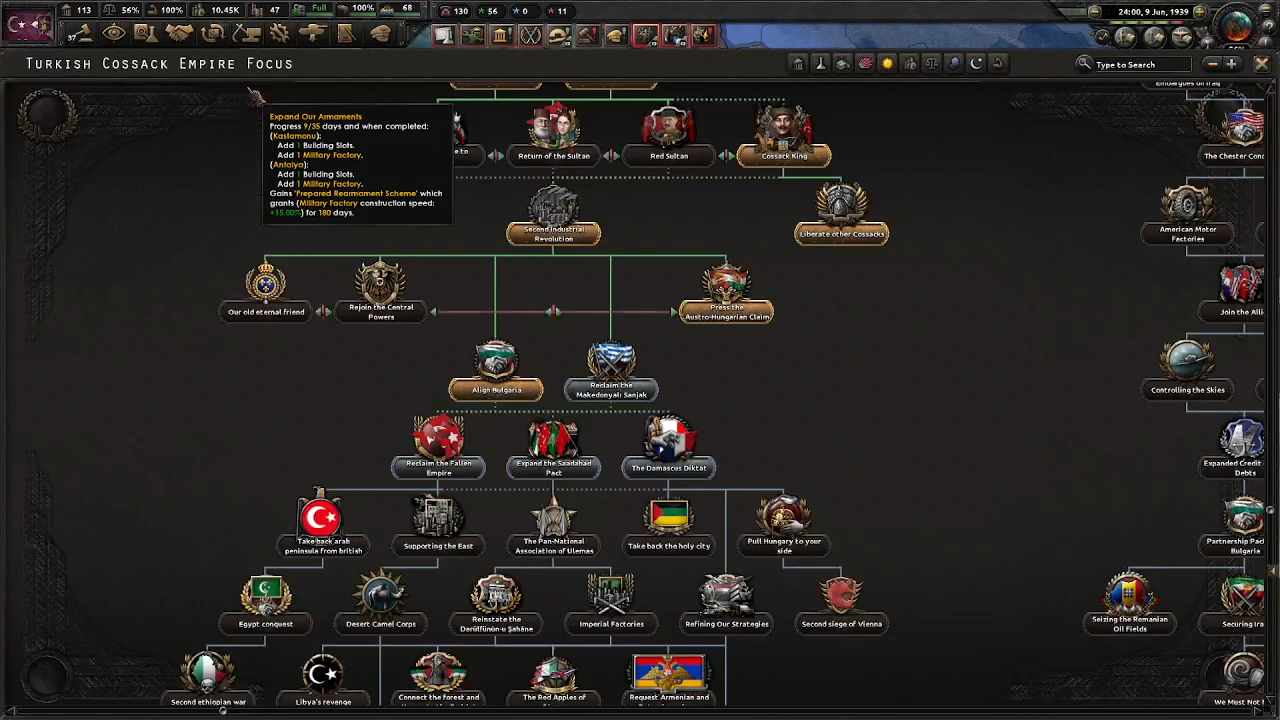 113 56% 100% 10.45K 47 Full 100% 68 130 56 0 11 24:00, 9 Jun, 1939
37
Turkish Cossack Empire Focus
Type to Search
Expand Our Armaments
Progress 9/35 days and when completed:
(Kastamonu):
Add 1 Building Slots.
Add 1 Military Factory.
(Antalya):
Add 1 Building Slots.
Add 1 Military Factory.
Gains 'Prepared Rearmament Scheme' which
grants (Military Factory construction speed:
+15.00%) for 180 days.
Return of the Sultan
Red Sultan
Cossack King
The Chester Conc
Second Industrial
Revolution
Liberate other Cossacks
American Motor
Factories
Our old eternal friend
Rejoin the Central
Powers
Press the
Austro-Hungarian Claim
Join the Alli
Align Bulgaria
Reclaim the
Makedonyalı Sanjak
Controlling the Skies
Reclaim the Fallen
Empire
Expand the Saadabad
Pact
The Damascus Diktat
Expanded Credit
Debts
Take back arab
peninsula from british
Supporting the East
The Pan-National
Association of Ulemas
Take back the holy city
Pull Hungary to your
side
Partnership Pac
Bulgaria
Egypt conquest
Desert Camel Corps
Reinstate the
Darülfünûn-u Şahâne
Imperial Factories
Refining Our Strategies
Second siege of Vienna
Seizing the Romanian
Oil Fields
Securing Ira
Second ethiopian war
Libya's revenge
Connect the forest and
The Red Apples of
Request Armenian and
We Must Not